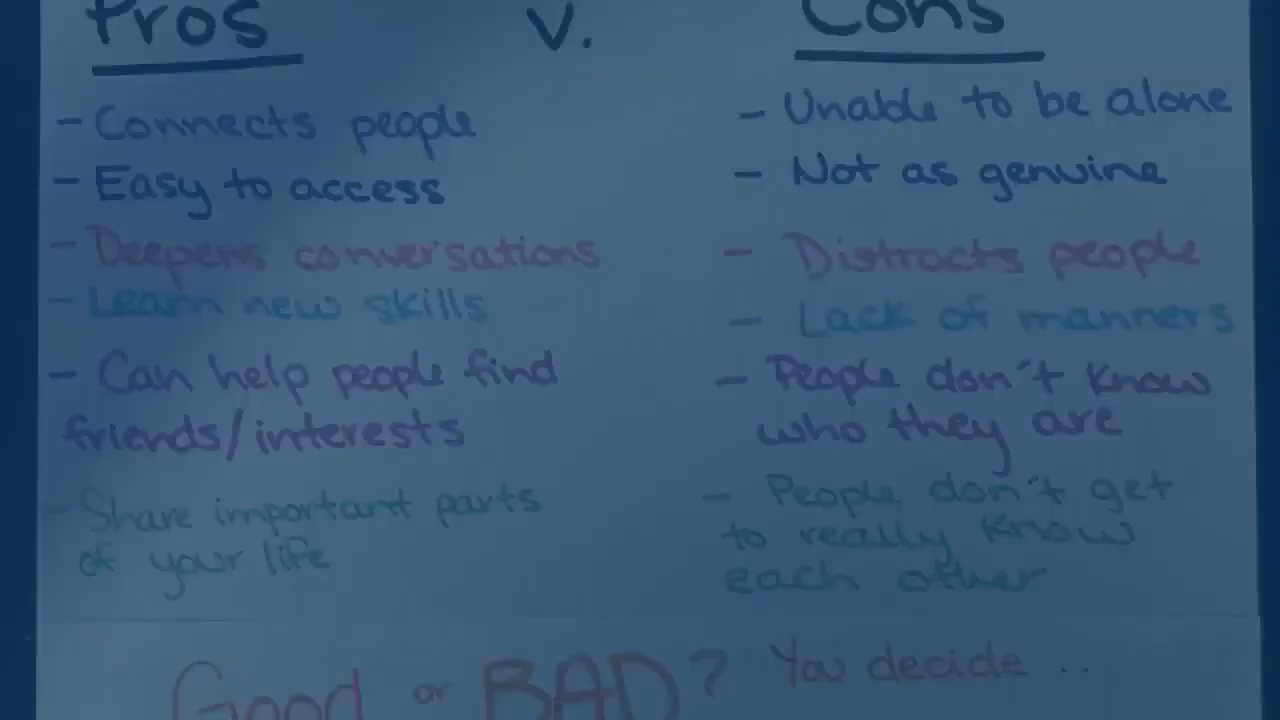 Pros v. Cons
- Connects people
- Easy to access
- Deepens conversations
- Learn new skills
- Can help people find
friends/interests
- Share important parts
of your life
- Unable to be alone
- Not as genuine
- Distracts people
- Lack of manners
- People don't know
who they are
- People don't get
to really know
each other
Good or BAD? You decide ..